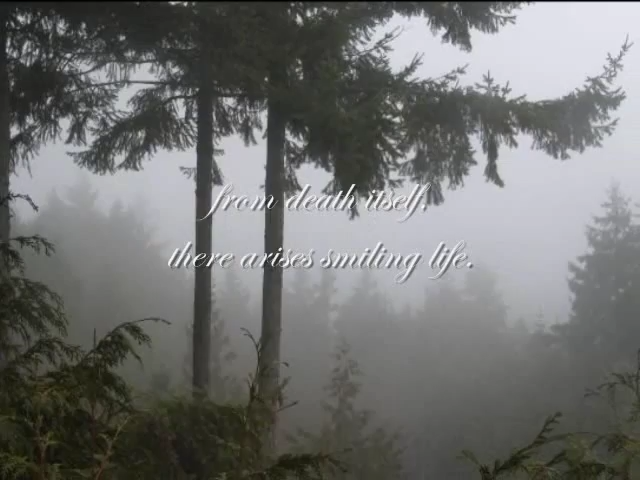 from death itself,
there arises smiling life.